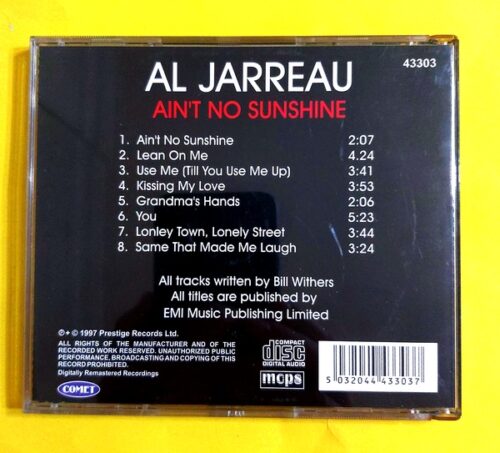 AL JARREAU
43303
AIN'T NO SUNSHINE
1. Ain't No Sunshine 2:07
2. Lean On Me 4.24
3. Use Me (Till You Use Me Up) 3:41
4. Kissing My Love 3:53
5. Grandma's Hands 2:06
6. You 5:23
7. Lonley Town, Lonely Street 3:44
8. Same That Made Me Laugh 3:24
All tracks written by Bill Withers
All titles are published by
EMI Music Publishing Limited
℗+ © 1997 Prestige Records Ltd.
ALL RIGHTS OF THE MANUFACTURER AND OF THE
RECORDED WORK RESERVED. UNAUTHORIZED PUBLIC
PERFORMANCE, BROADCASTING AND COPYING OF THIS
RECORD PROHIBITED.
Digitally Remastered Recordings
COMET
COMPACT
disc
DIGITAL AUDIO
mcps
5 032044 433037